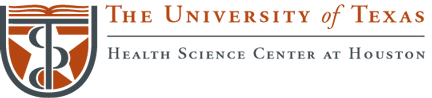 THE UNIVERSITY of TEXAS
HEALTH SCIENCE CENTER AT HOUSTON